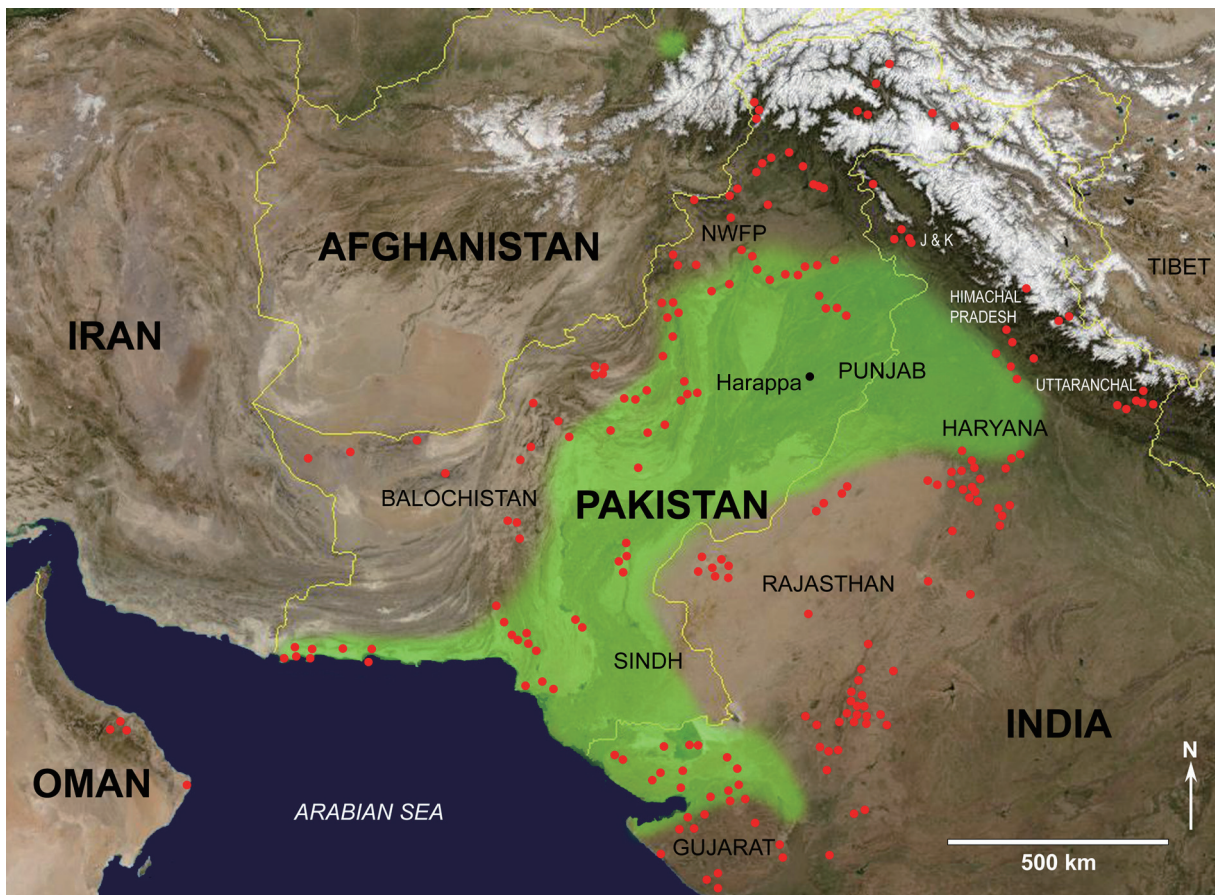 NWFP
J & K
AFGHANISTAN
TIBET
HIMACHAL
PRADESH
IRAN
Harappa
PUNJAB
UTTARANCHAL
HARYANA
BALOCHISTAN
PAKISTAN
RAJASTHAN
SINDH
INDIA
N
OMAN
ARABIAN SEA
GUJARAT
500 km